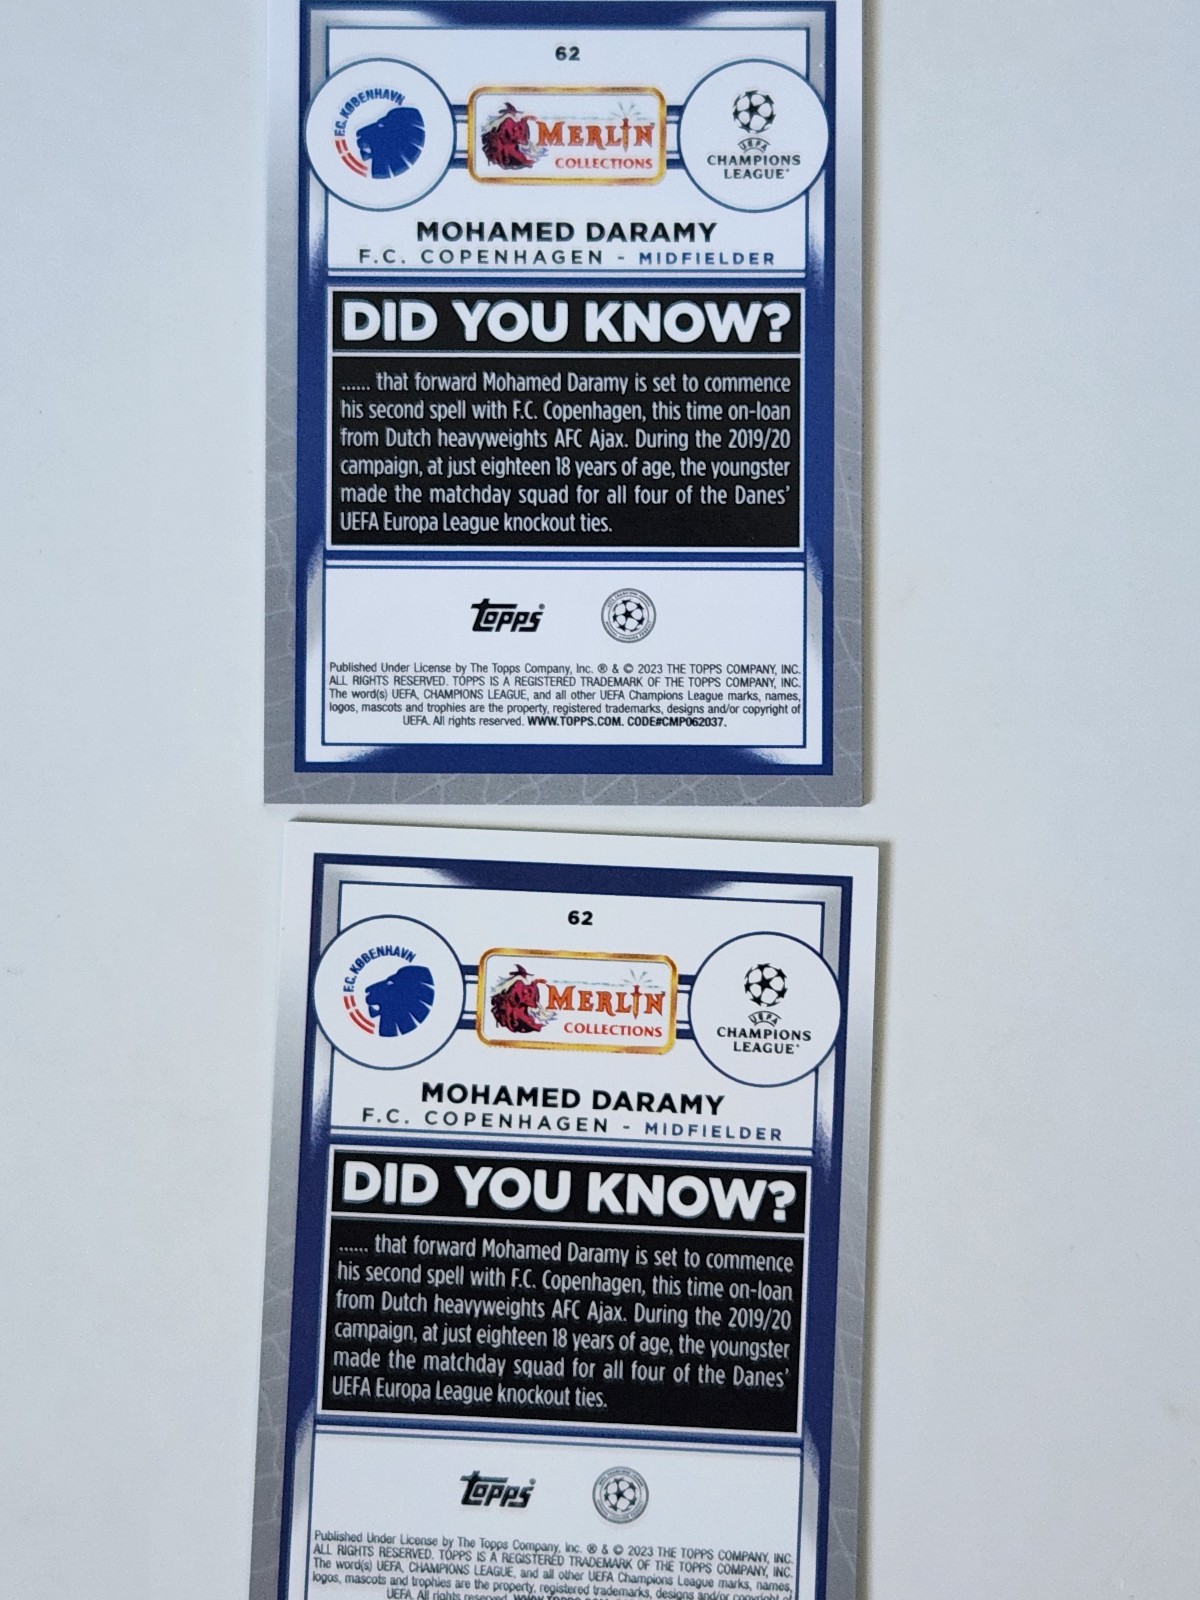 62
F.C. KØBENHAVN
MERLIN
COLLECTIONS
UEFA
CHAMPIONS
LEAGUE
MOHAMED DARAMY
F.C. COPENHAGEN - MIDFIELDER
DID YOU KNOW?
...... that forward Mohamed Daramy is set to commence
his second spell with F.C. Copenhagen, this time on-loan
from Dutch heavyweights AFC Ajax. During the 2019/20
campaign, at just eighteen 18 years of age, the youngster
made the matchday squad for all four of the Danes'
UEFA Europa League knockout ties.
Topps®
Published Under License by The Topps Company, Inc. ® & © 2023 THE TOPPS COMPANY, INC.
ALL RIGHTS RESERVED. TOPPS IS A REGISTERED TRADEMARK OF THE TOPPS COMPANY, INC.
The word(s) UEFA, CHAMPIONS LEAGUE, and all other UEFA Champions League marks, names,
logos, mascots and trophies are the property, registered trademarks, designs and/or copyright of
UEFA. All rights reserved. WWW.TOPPS.COM. CODE#CMP062037.
62
F.C. KØBENHAVN
MERLIN
COLLECTIONS
UEFA
CHAMPIONS
LEAGUE
MOHAMED DARAMY
F.C. COPENHAGEN - MIDFIELDER
DID YOU KNOW?
...... that forward Mohamed Daramy is set to commence
his second spell with F.C. Copenhagen, this time on-loan
from Dutch heavyweights AFC Ajax. During the 2019/20
campaign, at just eighteen 18 years of age, the youngster
made the matchday squad for all four of the Danes'
UEFA Europa League knockout ties.
Topps®
Published Under License by The Topps Company, Inc. ® & © 2023 THE TOPPS COMPANY, INC.
ALL RIGHTS RESERVED. TOPPS IS A REGISTERED TRADEMARK OF THE TOPPS COMPANY, INC.
The word(s) UEFA, CHAMPIONS LEAGUE, and all other UEFA Champions League marks, names,
logos, mascots and trophies are the property, registered trademarks, designs and/or copyright of
UEFA. All rights reserved. WWW.TOPPS.COM.